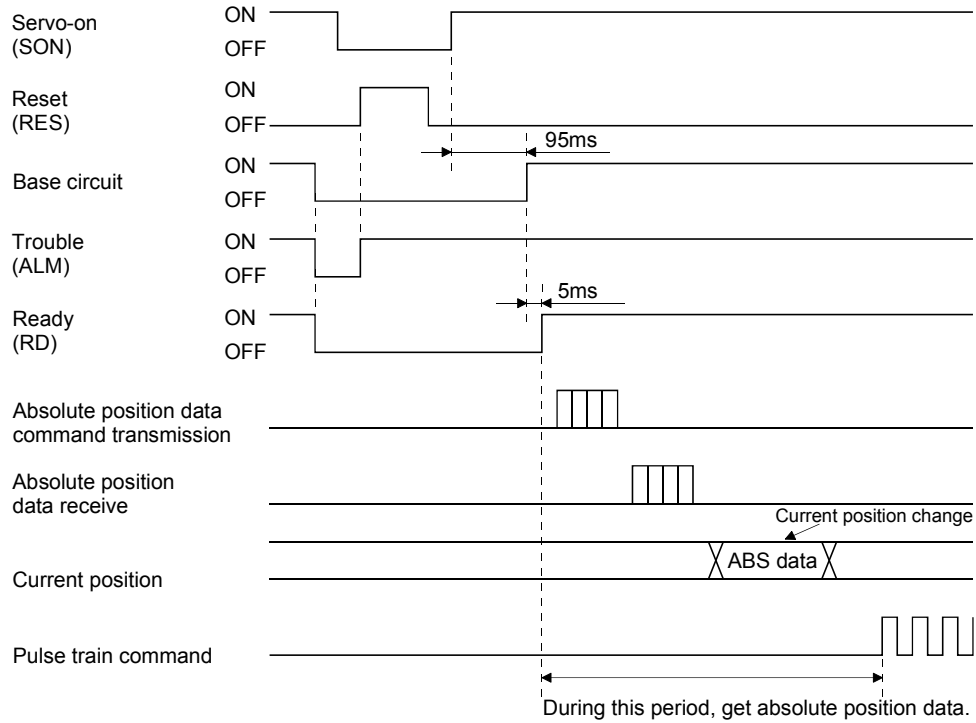 Servo-on
(SON)
ON
OFF
Reset
(RES)
ON
OFF
95ms
Base circuit
ON
OFF
Trouble
(ALM)
ON
OFF
5ms
Ready
(RD)
ON
OFF
Absolute position data
command transmission
Absolute position
data receive
Current position change
Current position
ABS data
Pulse train command
During this period, get absolute position data.